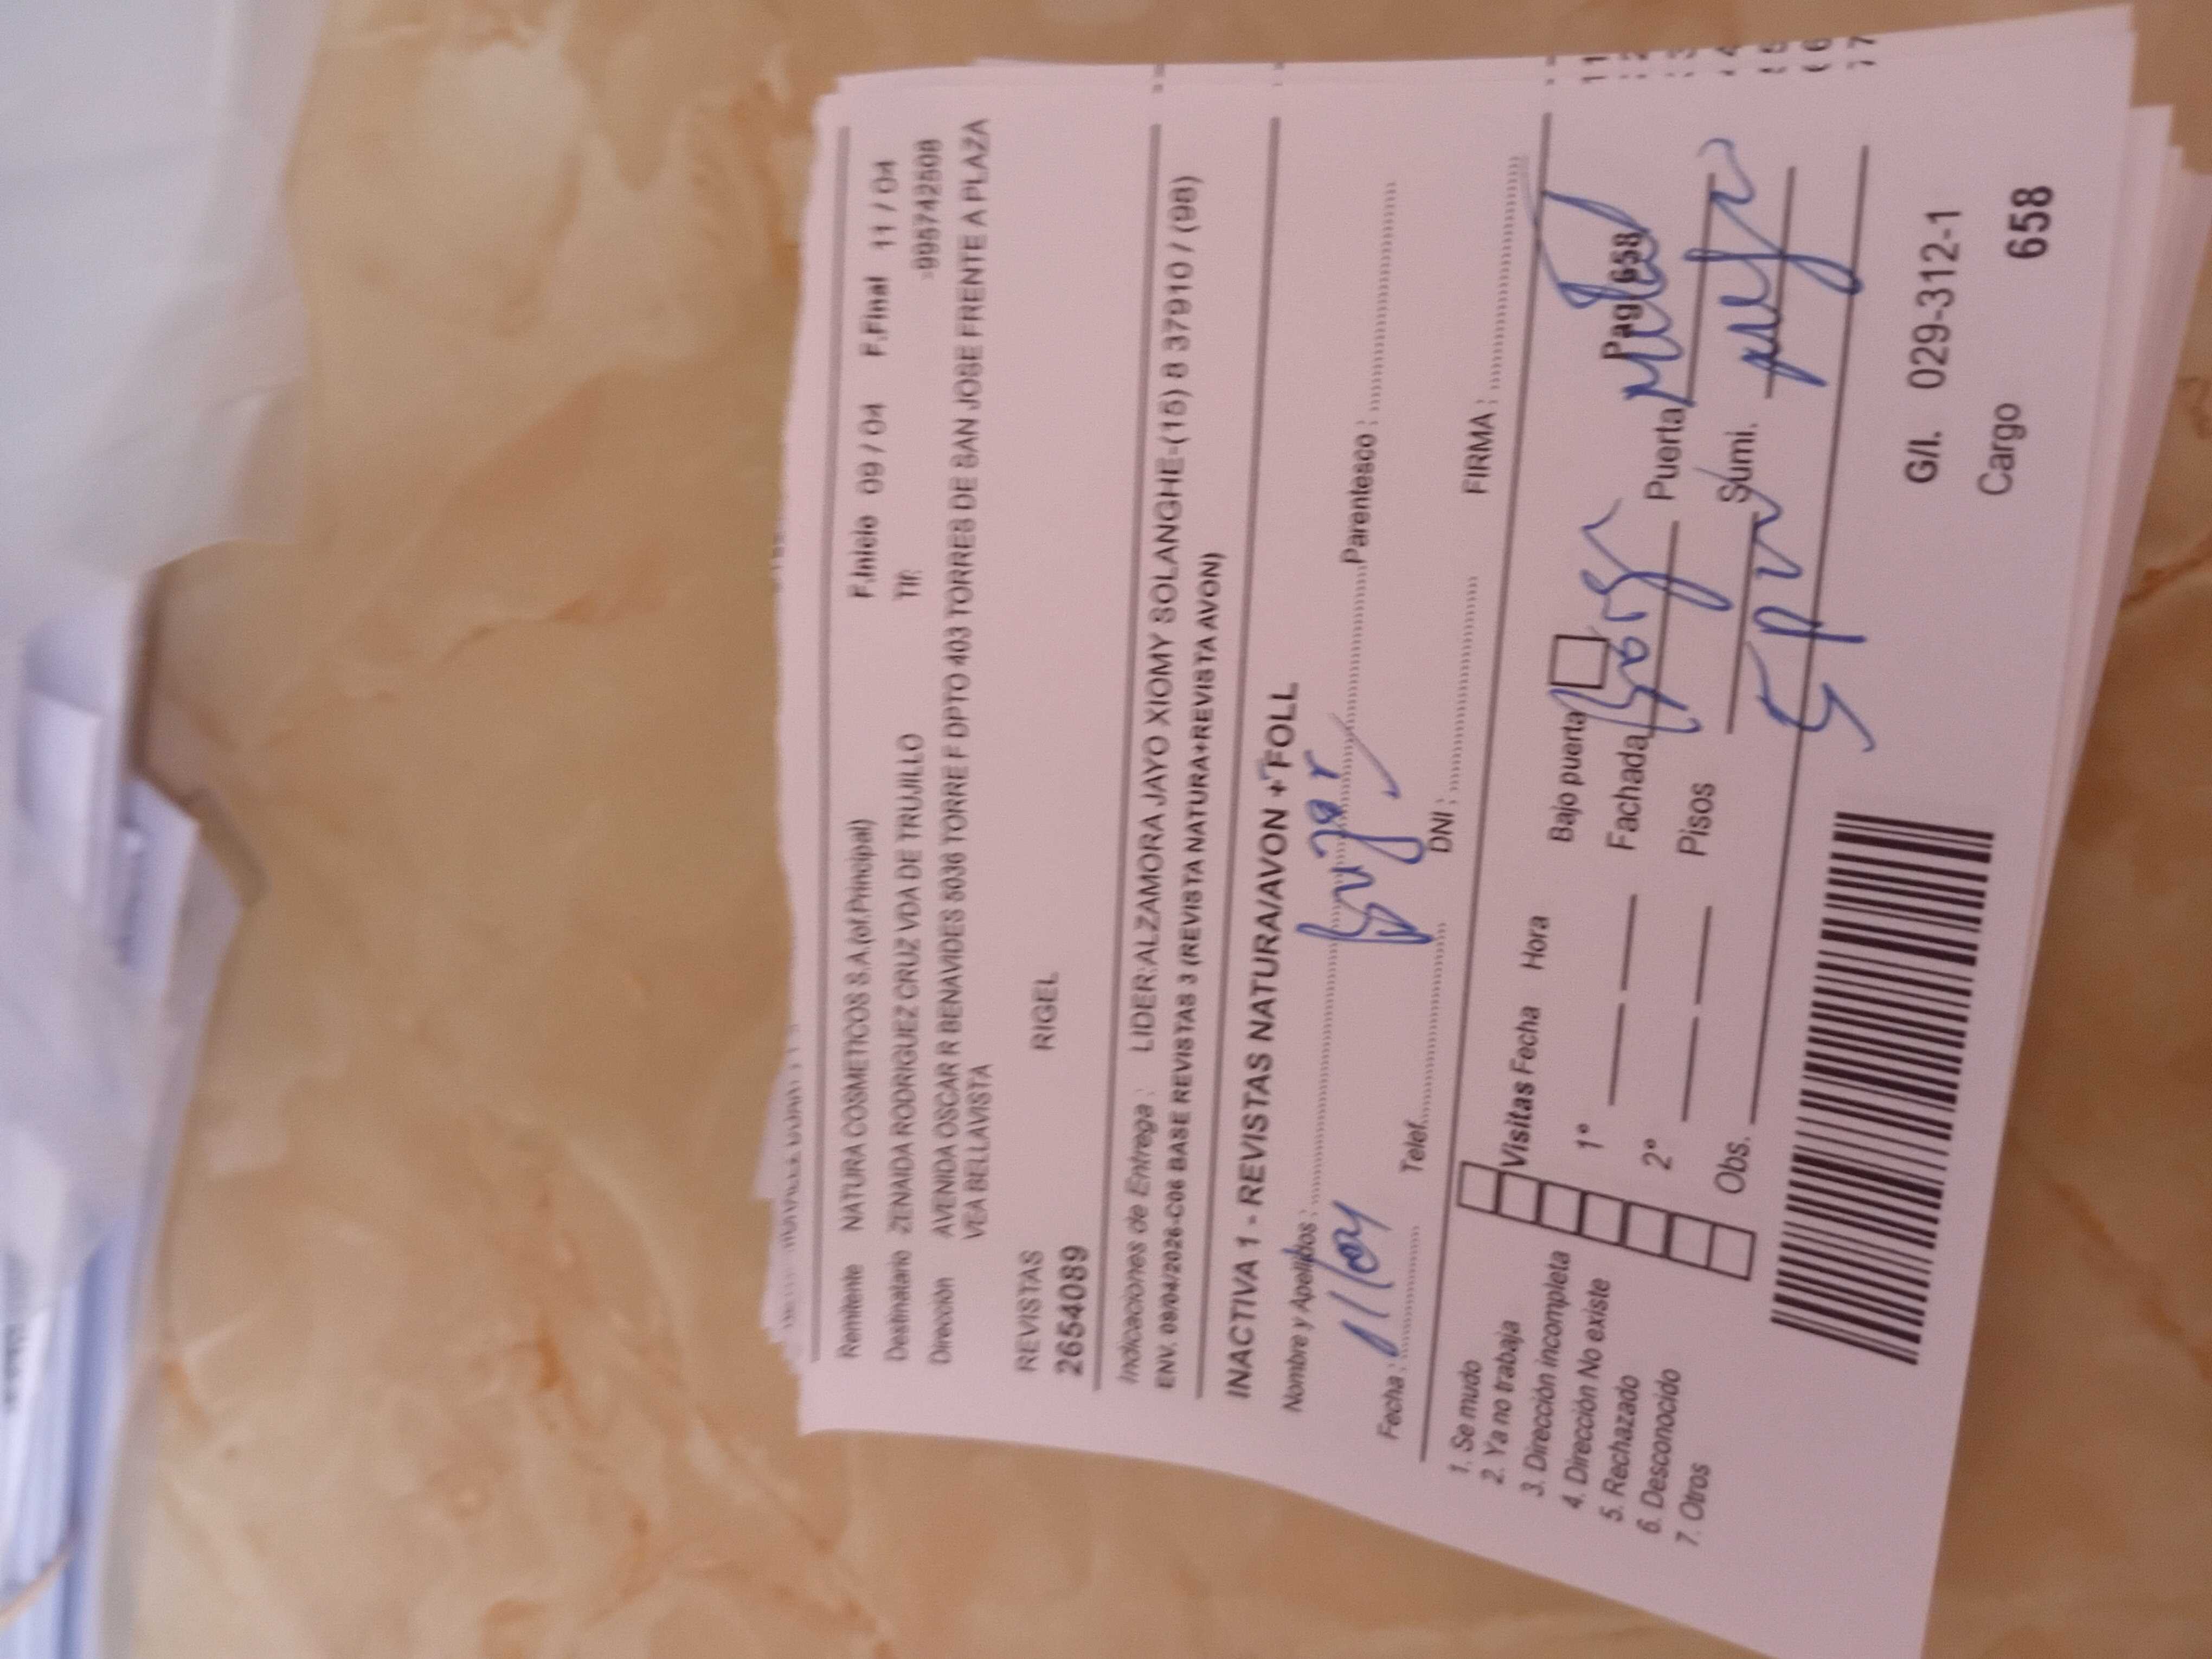 Remitente NATURA COSMETICOS S.A.(of.Principal) F.Inicio 09 / 04 F.Final 11 / 04
Destinatario ZENAIDA RODRIGUEZ CRUZ VDA DE TRUJILLO Tlf.
Dirección AVENIDA OSCAR R BENAVIDES 5036 TORRE F DPTO 403 TORRES DE SAN JOSE FRENTE A PLAZA
VEA BELLAVISTA
REVISTAS RIGEL
2654089
Indicaciones de Entrega : LIDER:ALZAMORA JAYO XIOMY SOLANGHE-(15) 8 37910 / (98)
ENV. 09/04/2026-C06 BASE REVISTAS 3 (REVISTA NATURA+REVISTA AVON)
INACTIVA 1 - REVISTAS NATURA/AVON + FOLL
Nombre y Apellidos : Parentesco :
Fecha : 11/04 Telef. DNI : FIRMA :
1. Se mudo
2. Ya no trabaja
3. Dirección incompleta
4. Dirección No existe
5. Rechazado
6. Desconocido
7. Otros
Visitas Fecha Hora Bajo puerta Pag 658
1° Fachada Puerta
2° Pisos 5 Sumi.
Obs.
G/I. 029-312-1
Cargo 658